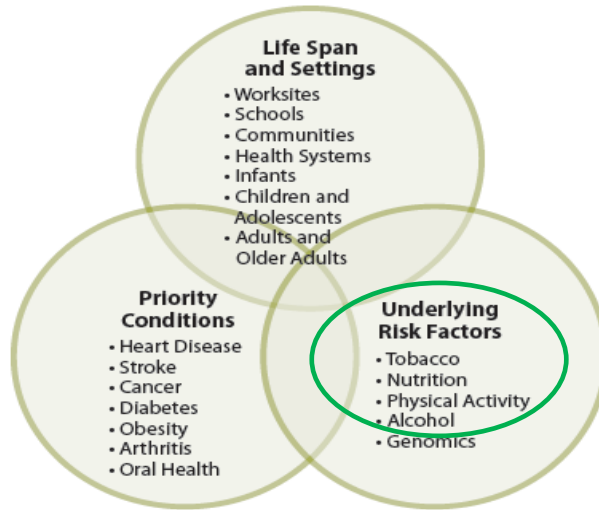 Life Span
and Settings
• Worksites
• Schools
• Communities
• Health Systems
• Infants
• Children and
Adolescents
• Adults and
Older Adults
Priority
Conditions
• Heart Disease
• Stroke
• Cancer
• Diabetes
• Obesity
• Arthritis
• Oral Health
Underlying
Risk Factors
• Tobacco
• Nutrition
• Physical Activity
• Alcohol
• Genomics